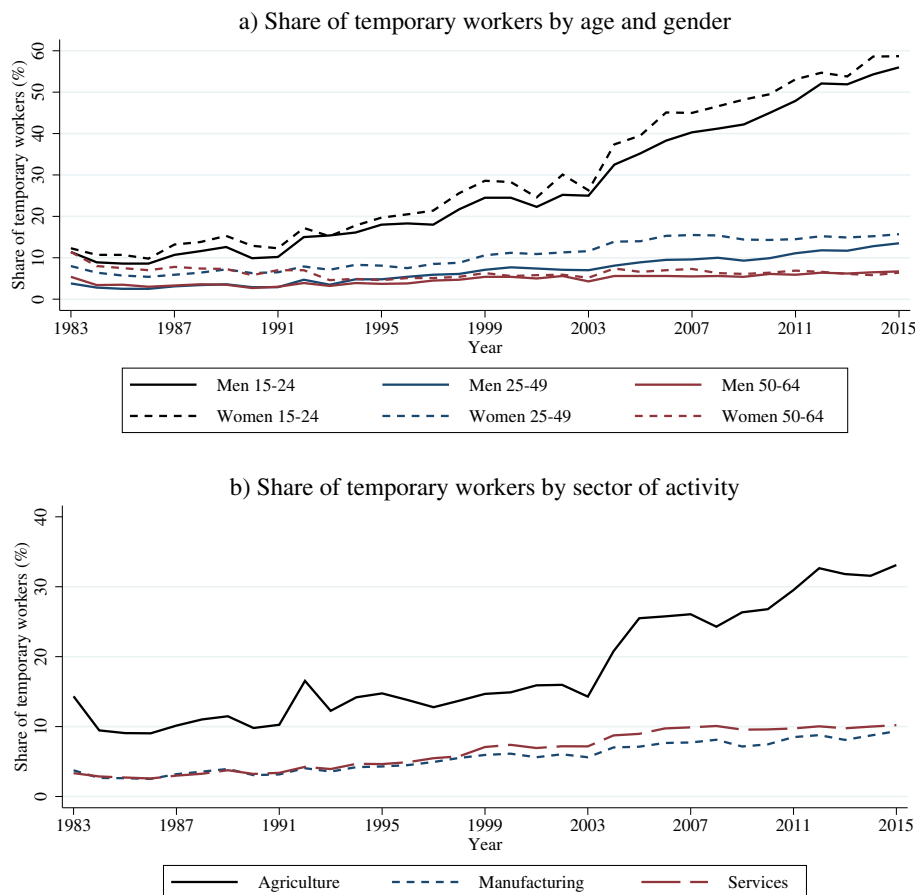 a) Share of temporary workers by age and gender
Share of temporary workers (%)
60
50
40
30
20
10
0
1983 1987 1991 1995 1999 2003 2007 2011 2015
Year
Men 15-24 Men 25-49 Men 50-64
Women 15-24 Women 25-49 Women 50-64
b) Share of temporary workers by sector of activity
Share of temporary workers (%)
40
30
20
10
0
1983 1987 1991 1995 1999 2003 2007 2011 2015
Year
Agriculture Manufacturing Services